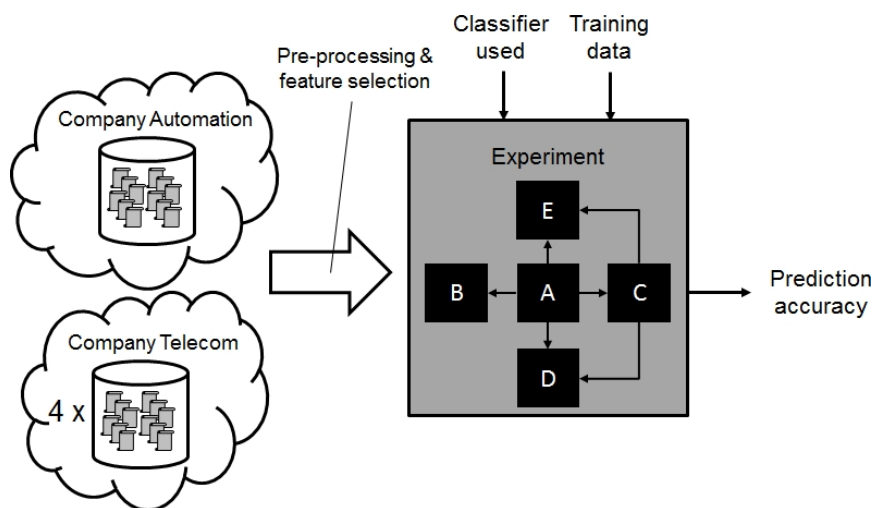 Classifier
used
Training
data
Pre-processing &
feature selection
Company Automation
Experiment
E
B
A
C
D
Prediction
accuracy
Company Telecom
4 x